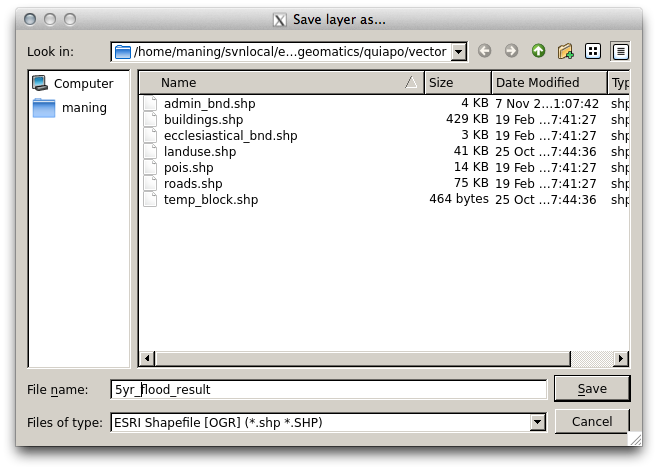 Save layer as...
Look in: /home/maning/svnlocal/e...geomatics/quiapo/vector
Computer
maning
Name Size Date Modified Typ
admin_bnd.shp 4 KB 7 Nov 2...1:07:42 shp
buildings.shp 429 KB 19 Feb ...7:41:27 shp
ecclesiastical_bnd.shp 3 KB 19 Feb ...7:41:27 shp
landuse.shp 41 KB 25 Oct ...7:44:36 shp
pois.shp 14 KB 19 Feb ...7:41:27 shp
roads.shp 75 KB 19 Feb ...7:41:27 shp
temp_block.shp 464 bytes 25 Oct ...7:44:36 shp
File name: 5yr_flood_result Save
Files of type: ESRI Shapefile [OGR] (*.shp *.SHP) Cancel